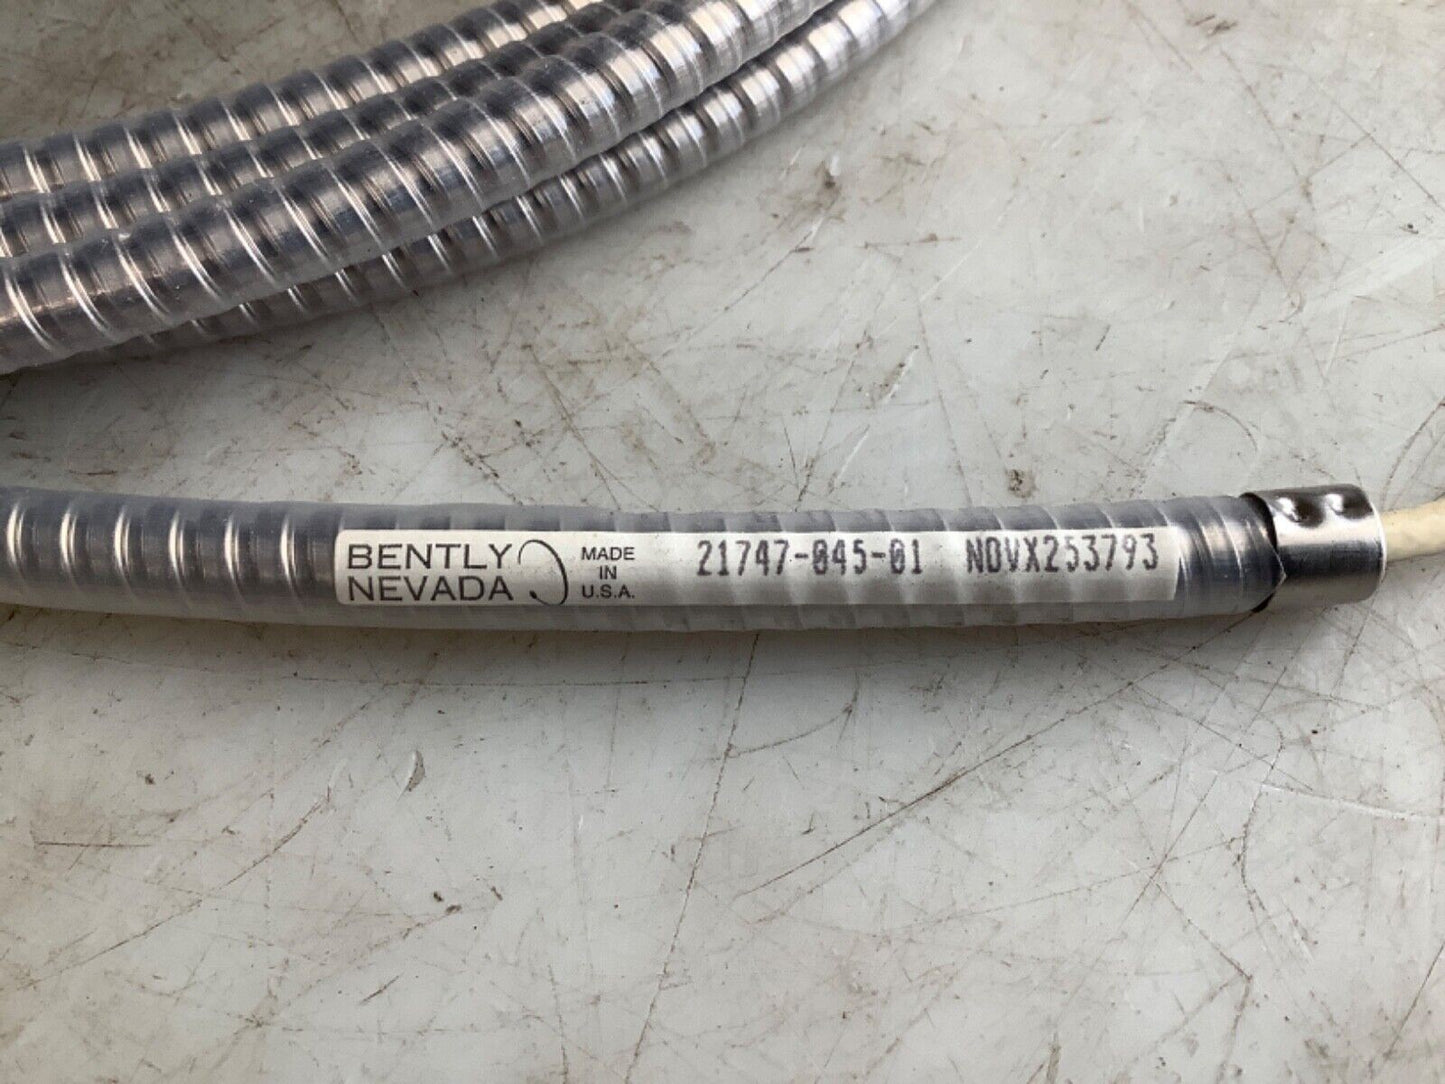 BENTLY
NEVADA
MADE
IN
U.S.A.
21747-045-01 NOVX253793